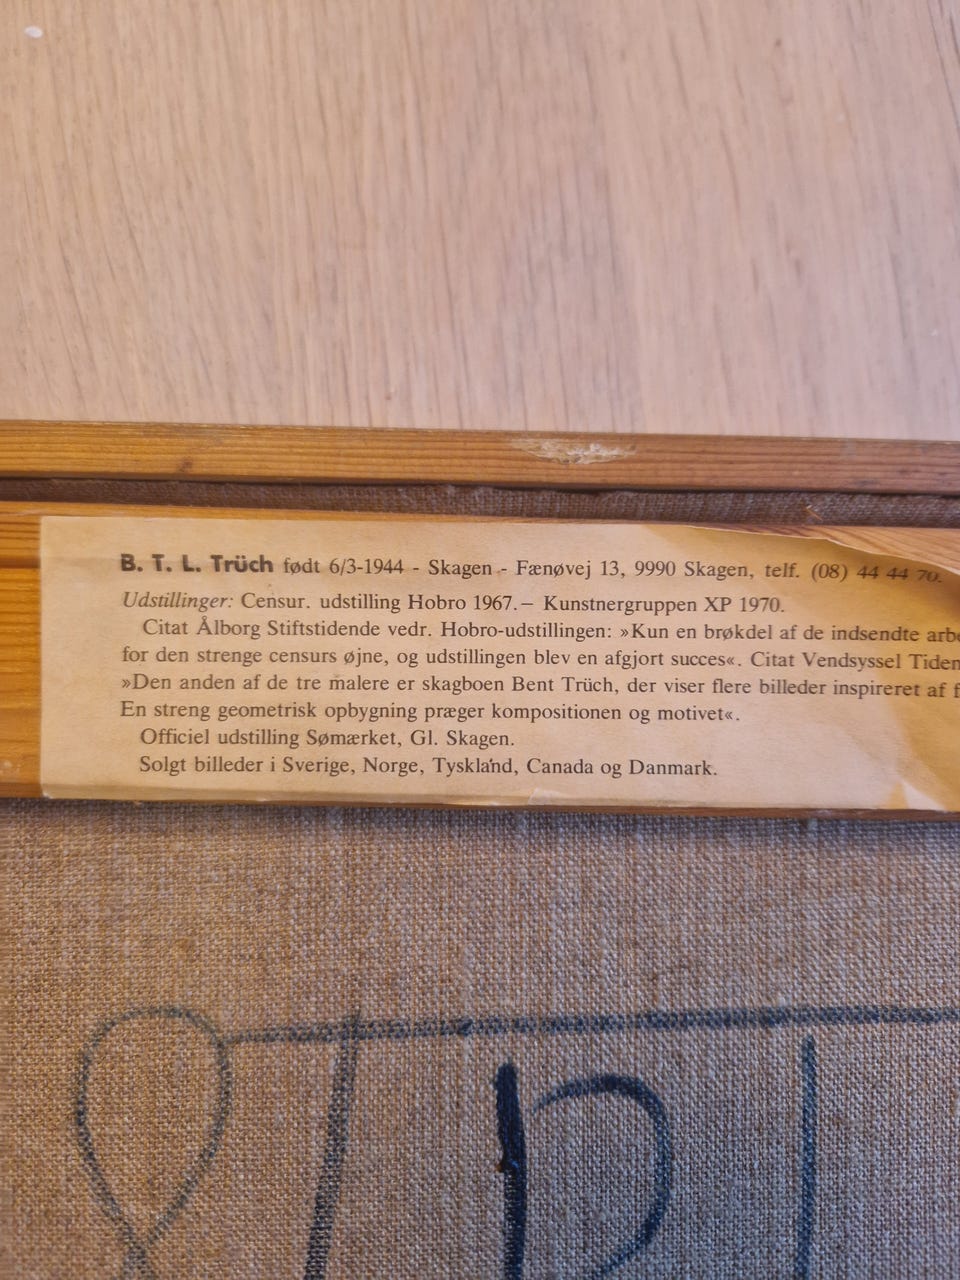 B. T. L. Trüch født 6/3-1944 - Skagen - Fænøvej 13, 9990 Skagen, telf. (08) 44 44 70.
Udstillinger: Censur. udstilling Hobro 1967.— Kunstnergruppen XP 1970.
Citat Ålborg Stiftstidende vedr. Hobro-udstillingen: »Kun en brøkdel af de indsendte
for den strenge censurs øjne, og udstillingen blev en afgjort succes«. Citat Vendsyssel
»Den anden af de tre malere er skagboen Bent Trüch, der viser flere billeder inspireret af
En streng geometrisk opbygning præger kompositionen og motivet«.
Officiel udstilling Sømærket, Gl. Skagen.
Solgt billeder i Sverige, Norge, Tyskland, Canada og Danmark.